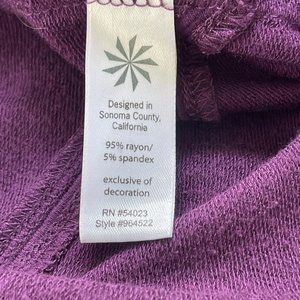 Designed in
Sonoma County,
California
95% rayon/
5% spandex
exclusive of
decoration
RN #54023
Style #964522